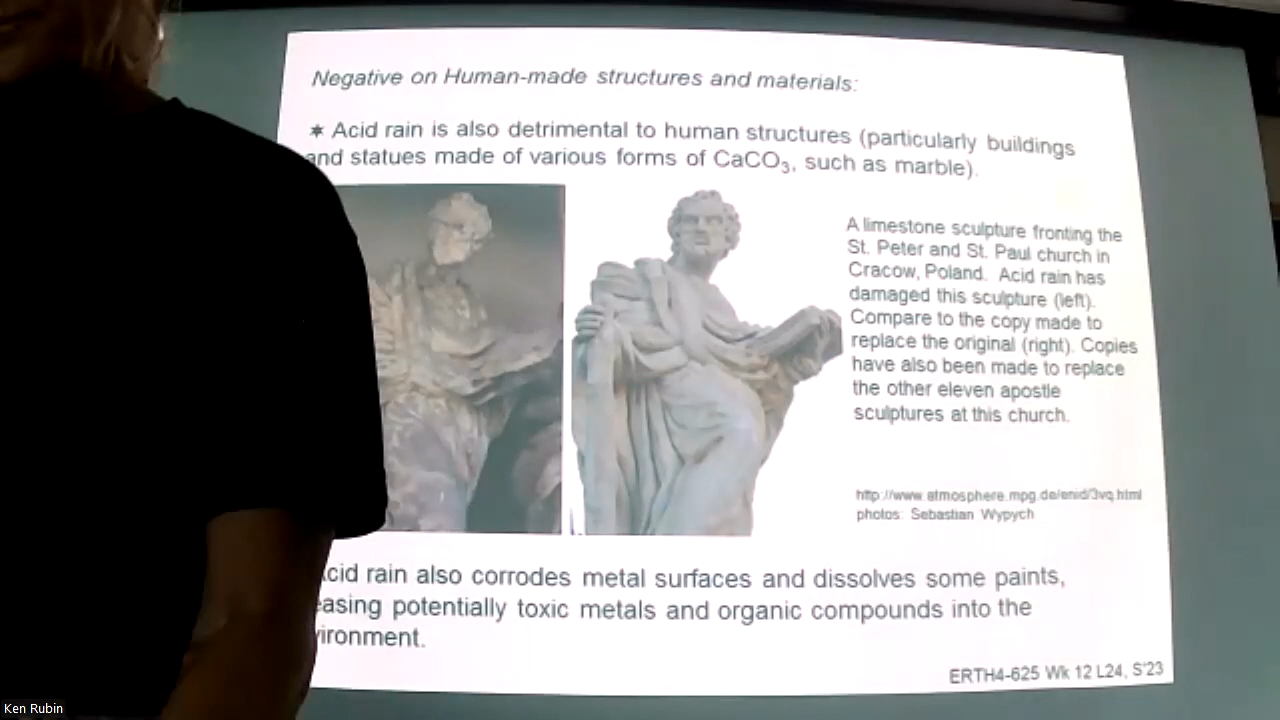 Negative on Human-made structures and materials:
✶ Acid rain is also detrimental to human structures (particularly buildings
and statues made of various forms of CaCO₃, such as marble).
A limestone sculpture fronting the
St. Peter and St. Paul church in
Cracow, Poland. Acid rain has
damaged this sculpture (left).
Compare to the copy made to
replace the original (right). Copies
have also been made to replace
the other eleven apostle
sculptures at this church.
http://www.atmosphere.mpg.de/enid/3vq.html
photos: Sebastian Wypych
cid rain also corrodes metal surfaces and dissolves some paints,
easing potentially toxic metals and organic compounds into the
vironment.
ERTH4-625 Wk 12 L24, S'23
Ken Rubin